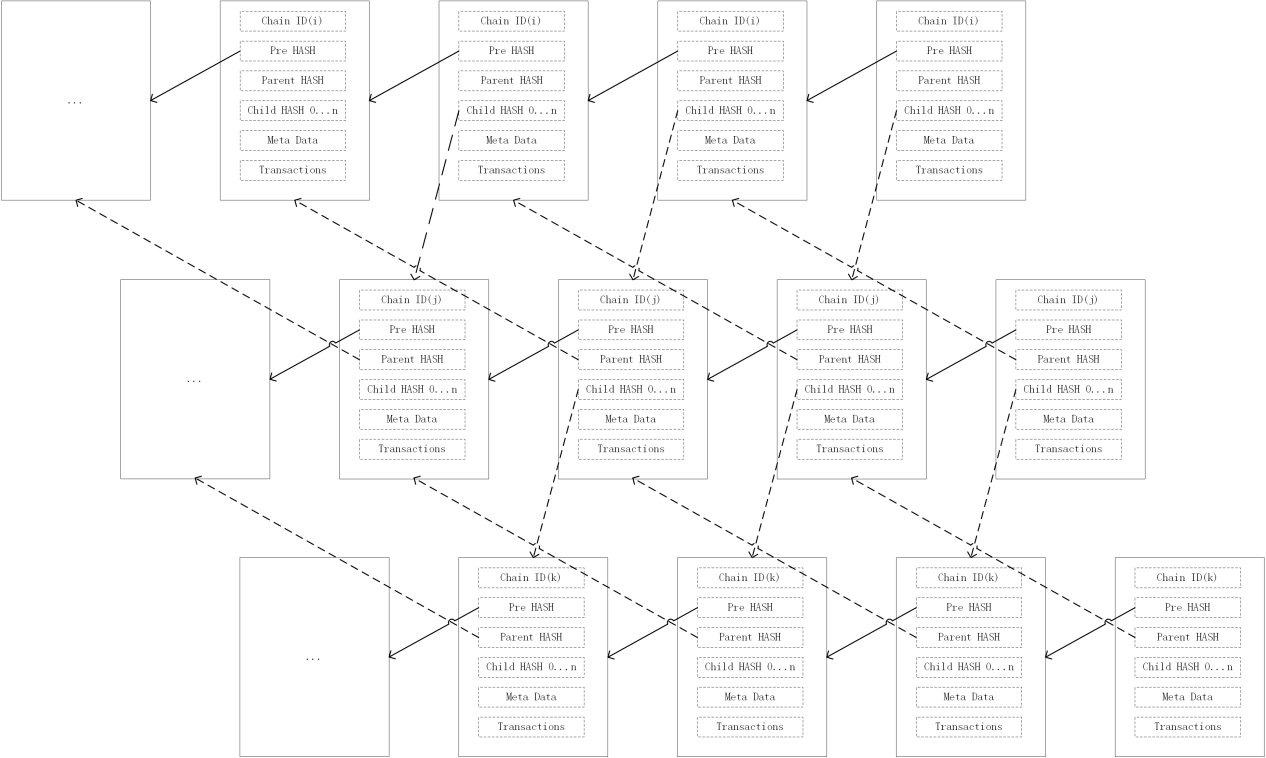 ...
Chain ID(i)
Pre HASH
Parent HASH
Child HASH 0...n
Meta Data
Transactions
Chain ID(i)
Pre HASH
Parent HASH
Child HASH 0...n
Meta Data
Transactions
Chain ID(i)
Pre HASH
Parent HASH
Child HASH 0...n
Meta Data
Transactions
Chain ID(i)
Pre HASH
Parent HASH
Child HASH 0...n
Meta Data
Transactions
...
Chain ID(j)
Pre HASH
Parent HASH
Child HASH 0...n
Meta Data
Transactions
Chain ID(j)
Pre HASH
Parent HASH
Child HASH 0...n
Meta Data
Transactions
Chain ID(j)
Pre HASH
Parent HASH
Child HASH 0...n
Meta Data
Transactions
Chain ID(j)
Pre HASH
Parent HASH
Child HASH 0...n
Meta Data
Transactions
...
Chain ID(k)
Pre HASH
Parent HASH
Child HASH 0...n
Meta Data
Transactions
Chain ID(k)
Pre HASH
Parent HASH
Child HASH 0...n
Meta Data
Transactions
Chain ID(k)
Pre HASH
Parent HASH
Child HASH 0...n
Meta Data
Transactions
Chain ID(k)
Pre HASH
Parent HASH
Child HASH 0...n
Meta Data
Transactions